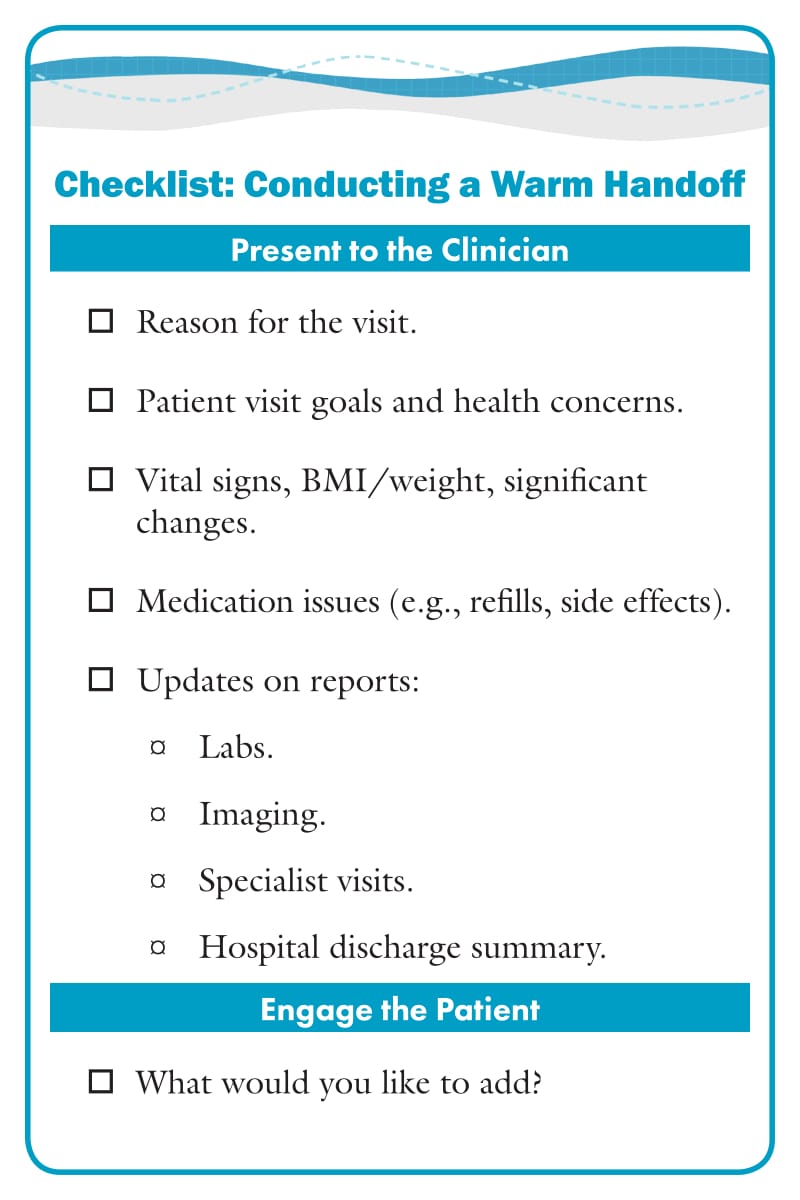 Checklist: Conducting a Warm Handoff
Present to the Clinician
Reason for the visit.
Patient visit goals and health concerns.
Vital signs, BMI/weight, significant
changes.
Medication issues (e.g., refills, side effects).
Updates on reports:
¤ Labs.
¤ Imaging.
¤ Specialist visits.
¤ Hospital discharge summary.
Engage the Patient
What would you like to add?